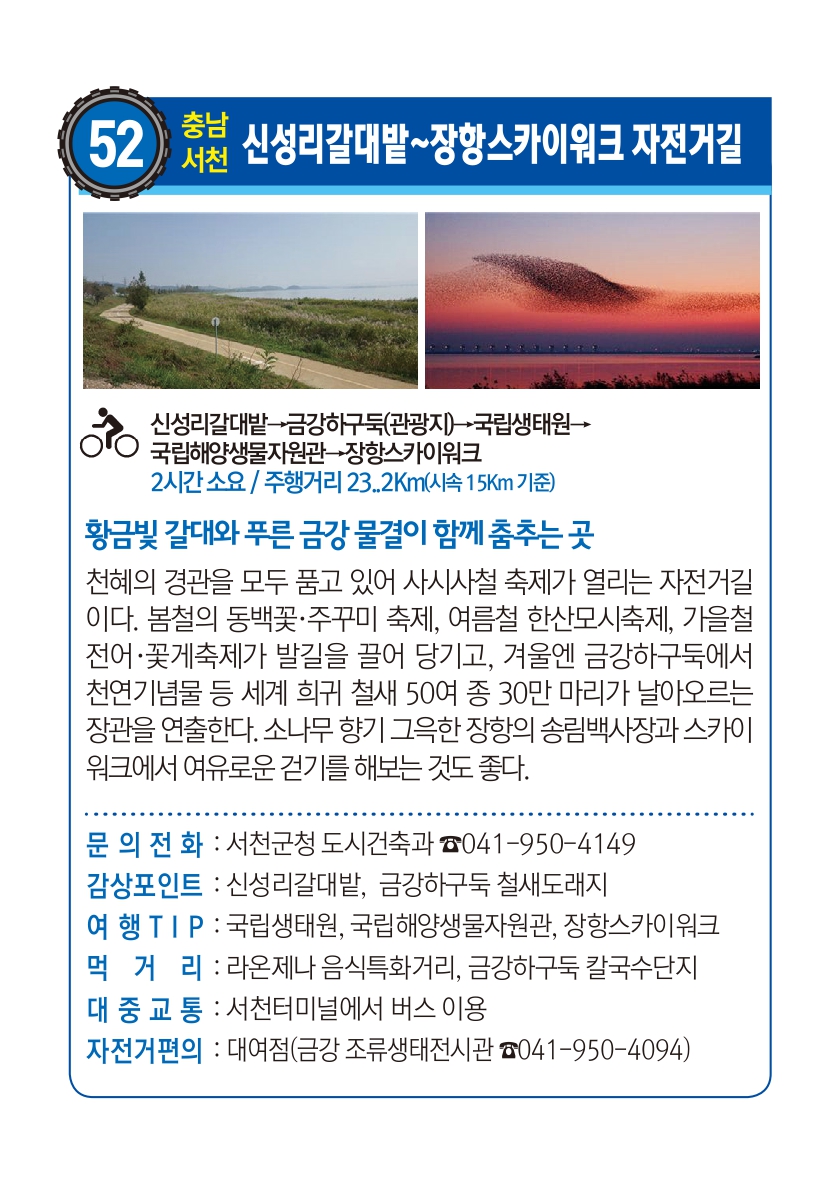 52
충남
서천
신성리갈대밭~장항스카이워크 자전거길
신성리갈대밭→금강하구둑(관광지)→국립생태원→
국립해양생물자원관→장항스카이워크
2시간 소요 / 주행거리 23..2Km(시속 15Km 기준)
황금빛 갈대와 푸른 금강 물결이 함께 춤추는 곳
천혜의 경관을 모두 품고 있어 사시사철 축제가 열리는 자전거길
이다. 봄철의 동백꽃·주꾸미 축제, 여름철 한산모시축제, 가을철
전어·꽃게축제가 발길을 끌어 당기고, 겨울엔 금강하구둑에서
천연기념물 등 세계 희귀 철새 50여 종 30만 마리가 날아오르는
장관을 연출한다. 소나무 향기 그윽한 장항의 송림백사장과 스카이
워크에서 여유로운 걷기를 해보는 것도 좋다.
문 의 전 화 : 서천군청 도시건축과 ☎041-950-4149
감상포인트 : 신성리갈대밭, 금강하구둑 철새도래지
여 행 T I P : 국립생태원, 국립해양생물자원관, 장항스카이워크
먹 거 리 : 라온제나 음식특화거리, 금강하구둑 칼국수단지
대 중 교 통 : 서천터미널에서 버스 이용
자전거편의 : 대여점(금강 조류생태전시관 ☎041-950-4094)